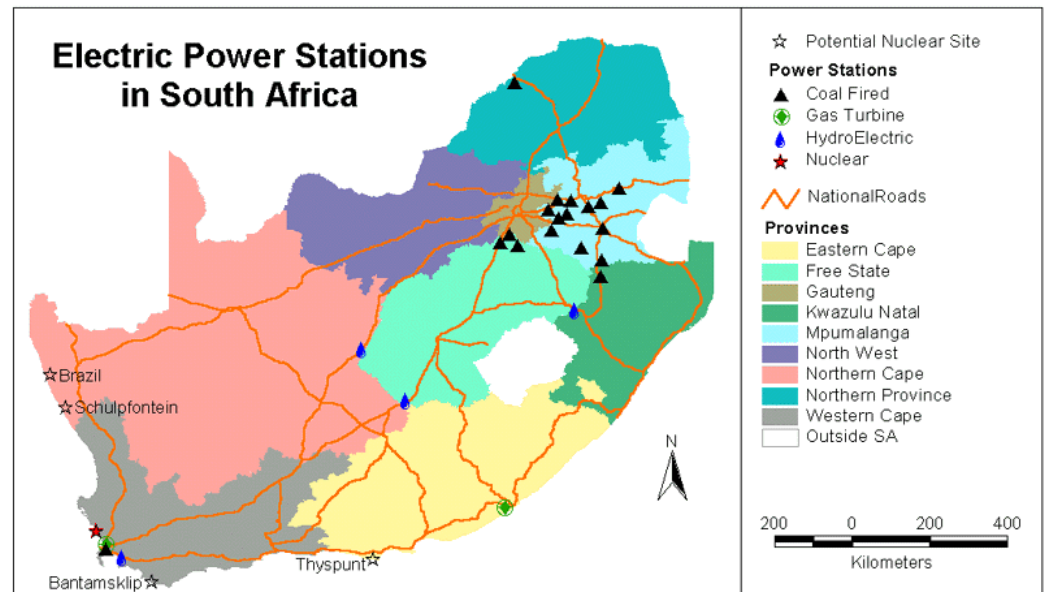 Electric Power Stations
in South Africa
Brazil
Schulpfontein
Thyspunt
Bantamsklip
Potential Nuclear Site
Power Stations
Coal Fired
Gas Turbine
HydroElectric
Nuclear
NationalRoads
Provinces
Eastern Cape
Free State
Gauteng
Kwazulu Natal
Mpumalanga
North West
Northern Cape
Northern Province
Western Cape
Outside SA
N
200 0 200 400
Kilometers